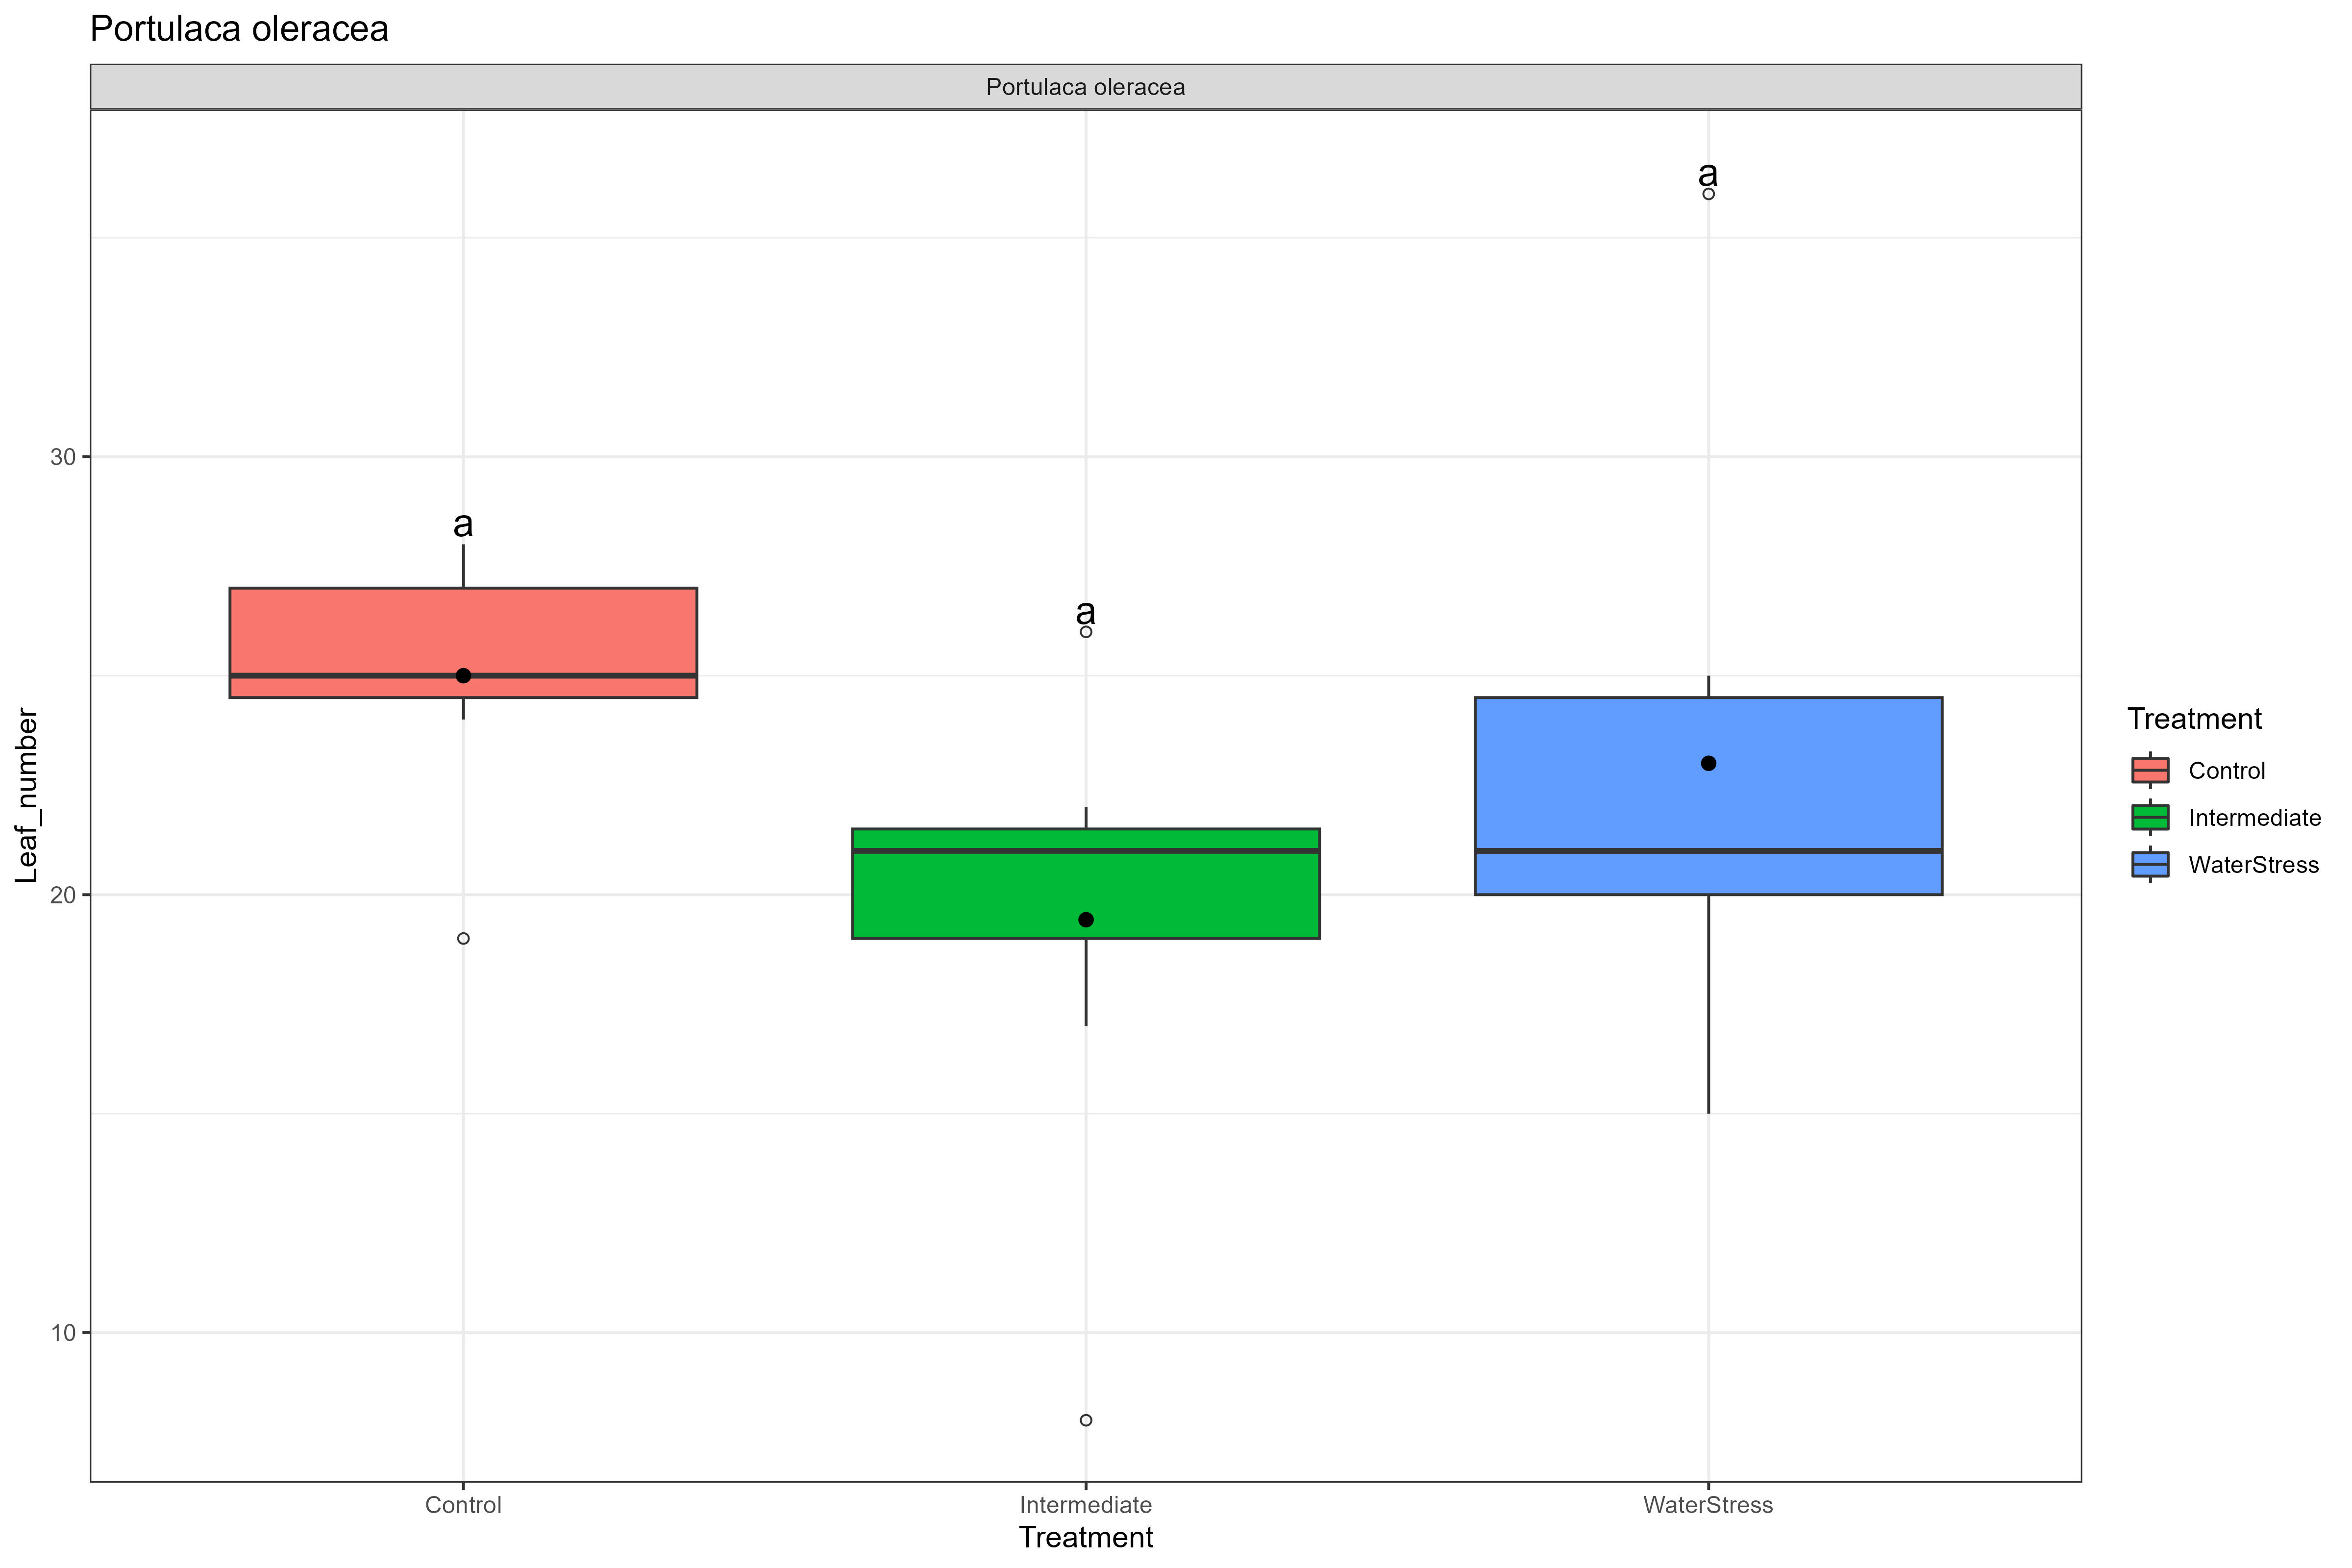 Portulaca oleracea
Portulaca oleracea
a
30
a
a
20
10
Leaf_number
Control
Intermediate
WaterStress
Treatment
Treatment
Control
Intermediate
WaterStress